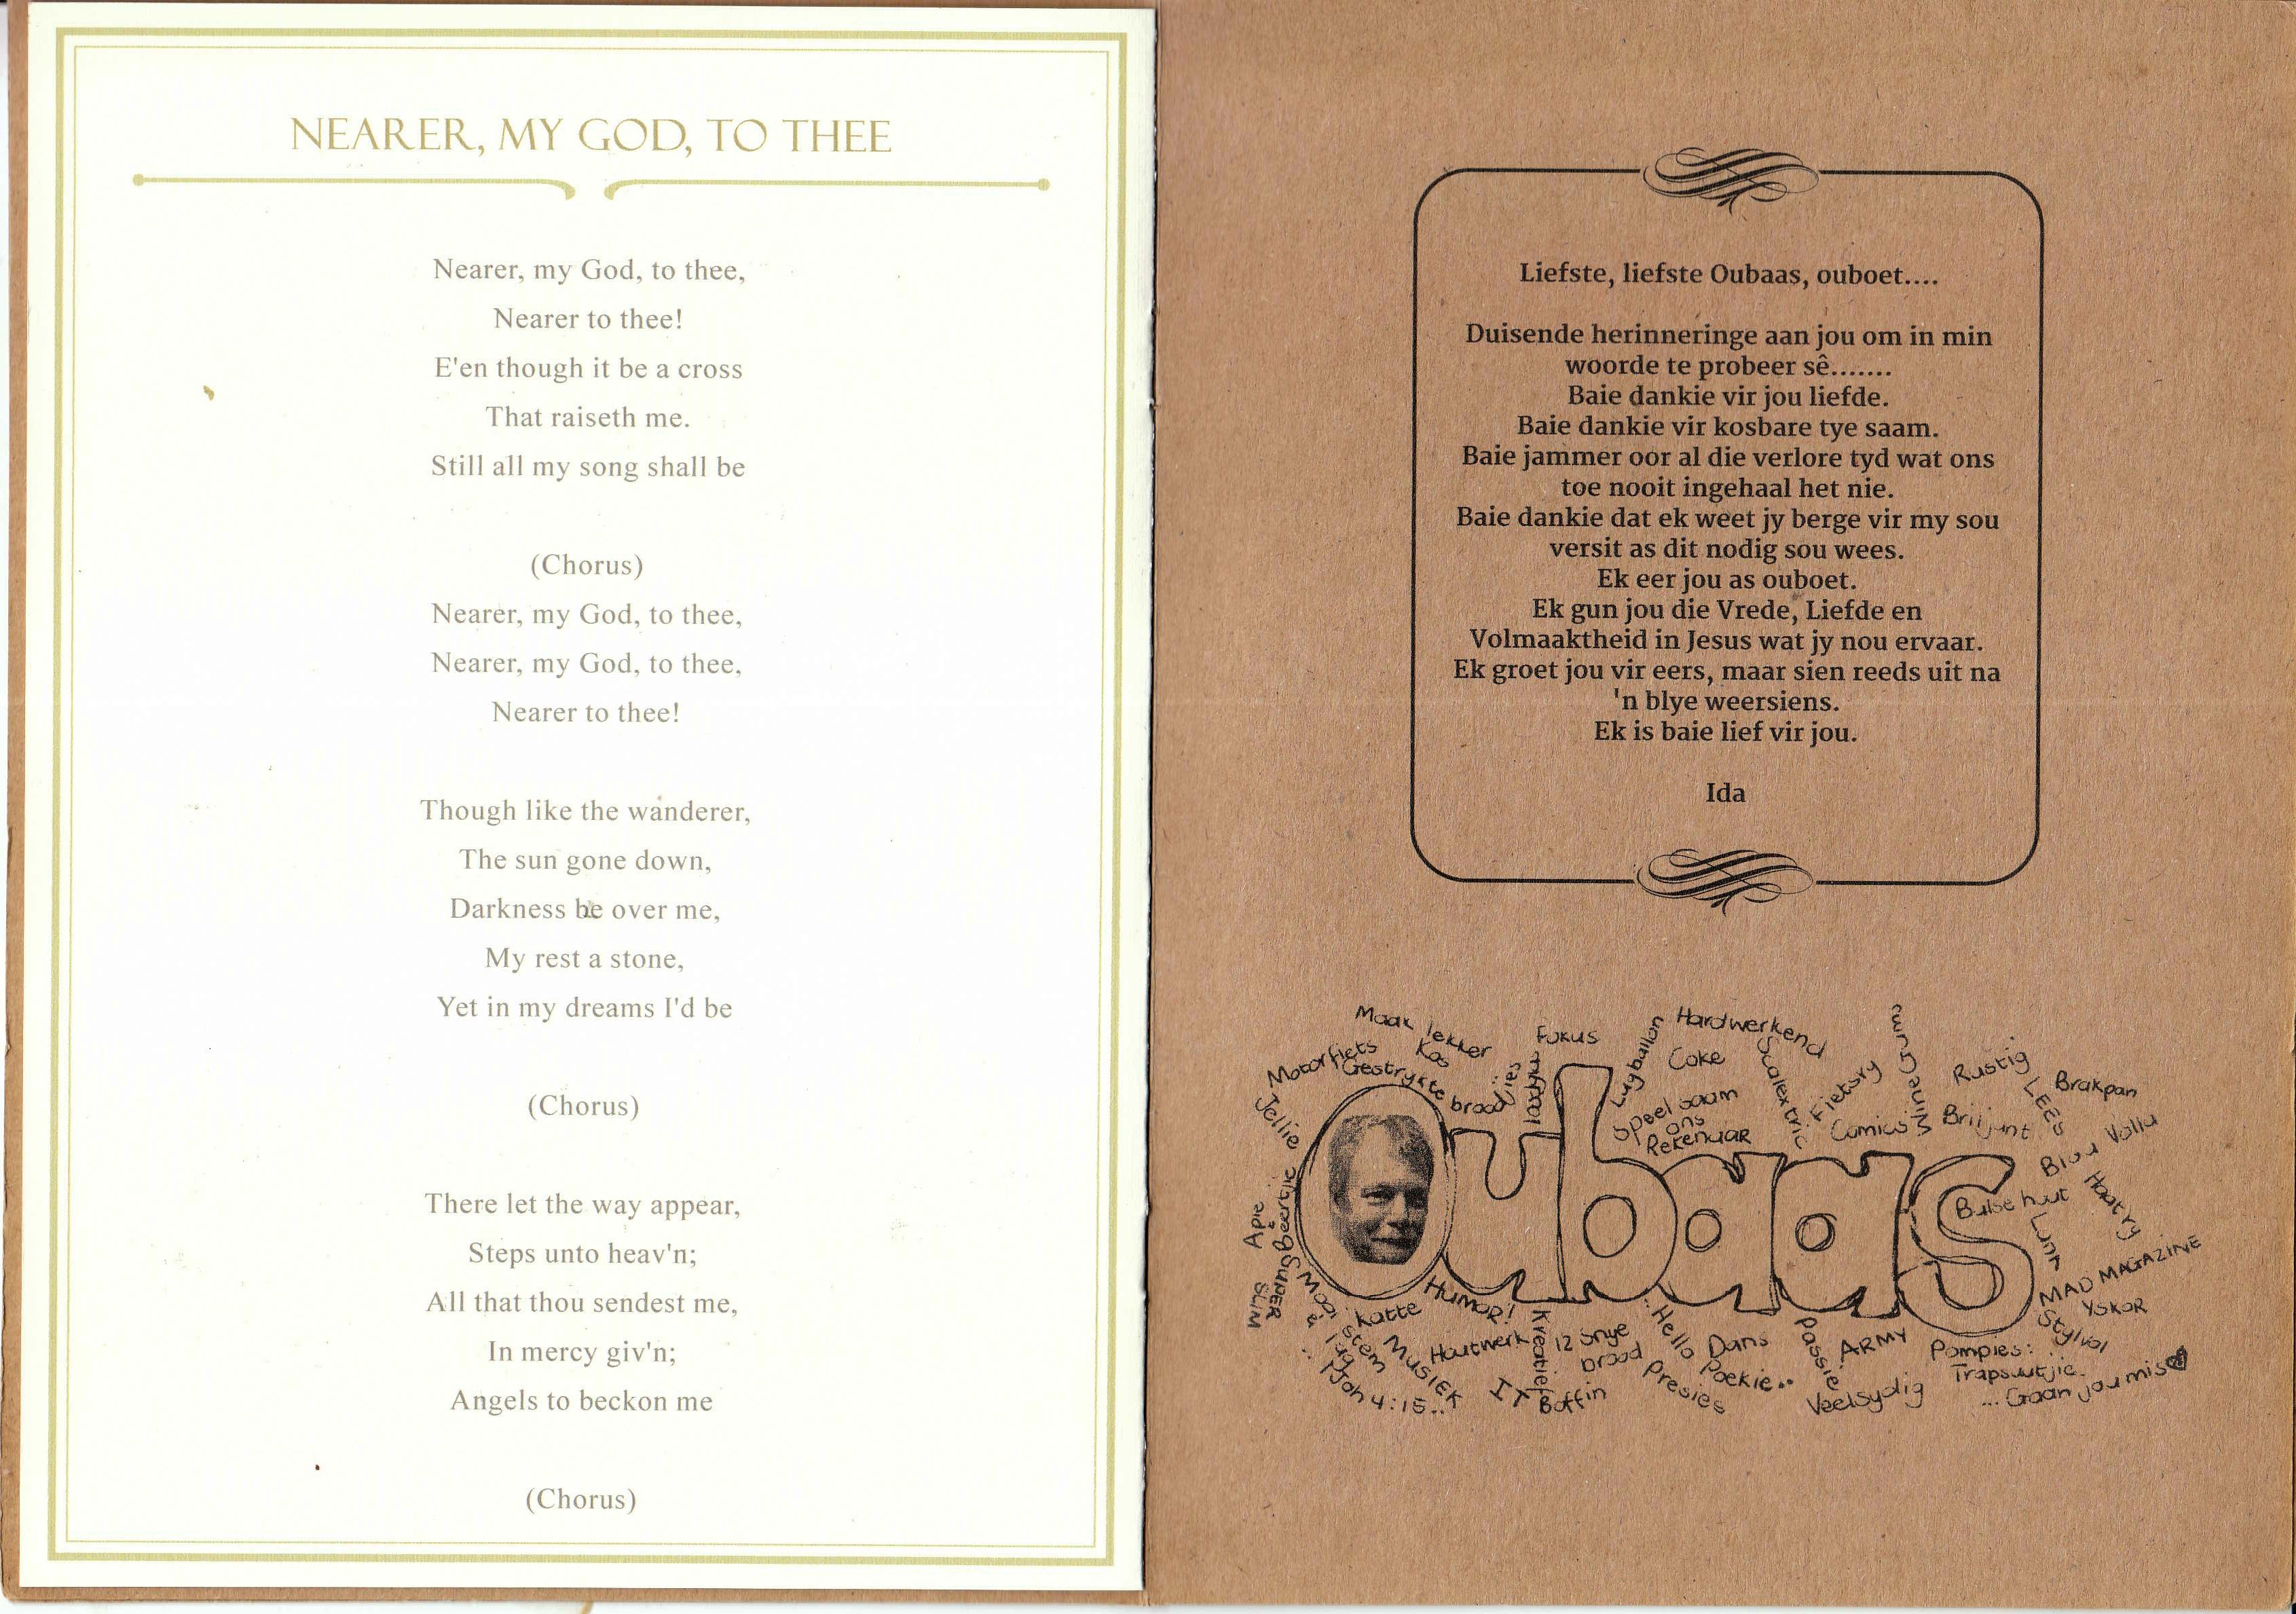 NEARER, MY GOD, TO THEE
Nearer, my God, to thee,
Nearer to thee!
E'en though it be a cross
That raiseth me.
Still all my song shall be
(Chorus)
Nearer, my God, to thee,
Nearer, my God, to thee,
Nearer to thee!
Though like the wanderer,
The sun gone down,
Darkness be over me,
My rest a stone,
Yet in my dreams I'd be
(Chorus)
There let the way appear,
Steps unto heav'n;
All that thou sendest me,
In mercy giv'n;
Angels to beckon me
(Chorus)
Liefste, liefste Oubaas, ouboet....
Duisende herinneringe aan jou om in min
woorde te probeer sê.......
Baie dankie vir jou liefde.
Baie dankie vir kosbare tye saam.
Baie jammer oor al die verlore tyd wat ons
toe nooit ingehaal het nie.
Baie dankie dat ek weet jy berge vir my sou
versit as dit nodig sou wees.
Ek eer jou as ouboet.
Ek gun jou die Vrede, Liefde en
Volmaaktheid in Jesus wat jy nou ervaar.
Ek groet jou vir eers, maar sien reeds uit na
'n blye weersiens.
Ek is baie lief vir jou.
Ida
Maak lekker
Kos
Motorfiets
Gestrykte brood
Jellie
Fokus
Lugballon
Hardwerkend
Coke
Speel saam
ons
Rekenaar
Scalextric
Fietsry
Comics
Rustig
Briljant
LEES
Brakpan
Blou Volla
Balse hout
MAD MAGAZINE
YSKOR
Stylvol
Oubaas
Apie
Beertjie
SUPER
SLIM
Mooi stem
Katte
Humor!
Musiek
Houtwerk
Kreatief
12 Snye
brood
IT Boffin
Hello
Poekie..
Dans
Presies
Passie
ARMY
Veelsydig
Pampies:
Trapsuutjie.
... Gaan jou mis